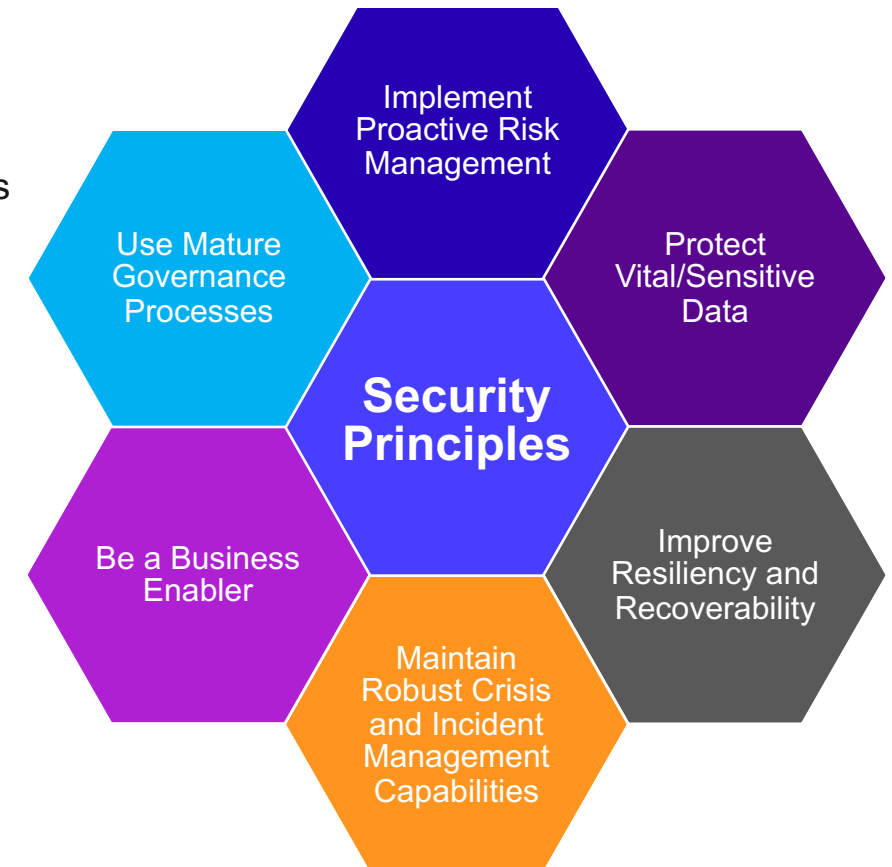 Implement
Proactive Risk
Management
s
Use Mature
Governance
Processes
Protect
Vital/Sensitive
Data
Security
Principles
Be a Business
Enabler
Improve
Resiliency and
Recoverability
Maintain
Robust Crisis
and Incident
Management
Capabilities